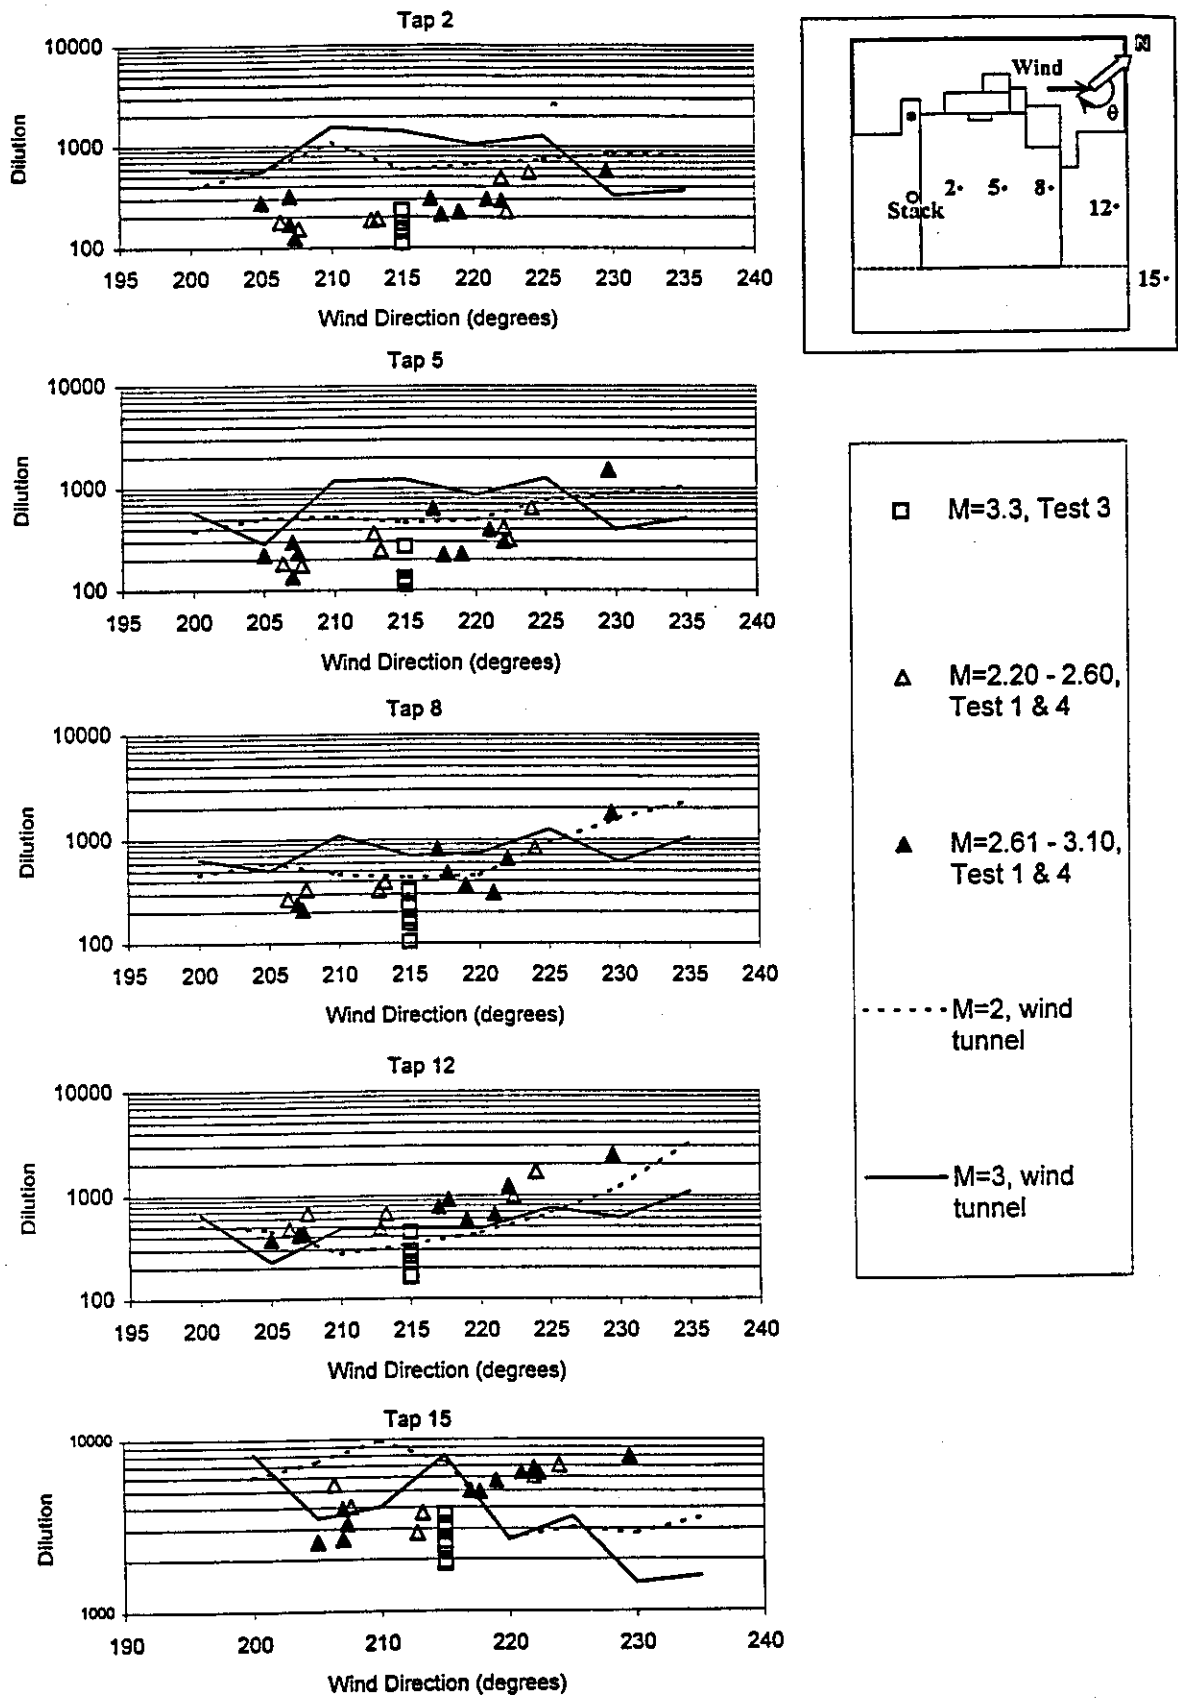 Tap 2
10000
1000
100
Dilution
195 200 205 210 215 220 225 230 235 240
Wind Direction (degrees)
Tap 5
10000
1000
100
Dilution
195 200 205 210 215 220 225 230 235 240
Wind Direction (degrees)
Tap 8
10000
1000
100
Dilution
195 200 205 210 215 220 225 230 235 240
Wind Direction (degrees)
Tap 12
10000
1000
100
Dilution
195 200 205 210 215 220 225 230 235 240
Wind Direction (degrees)
Tap 15
10000
1000
Dilution
190 200 210 220 230 240
Wind Direction (degrees)
N
Wind
θ
2· 5· 8·
Stack
12·
15·
M=3.3, Test 3
M=2.20 - 2.60,
Test 1 & 4
M=2.61 - 3.10,
Test 1 & 4
M=2, wind
tunnel
M=3, wind
tunnel